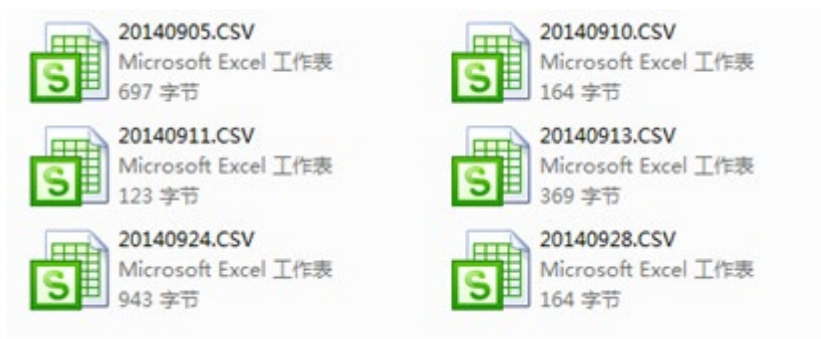 20140905.CSV
Microsoft Excel 工作表
697 字节
20140910.CSV
Microsoft Excel 工作表
164 字节
20140911.CSV
Microsoft Excel 工作表
123 字节
20140913.CSV
Microsoft Excel 工作表
369 字节
20140924.CSV
Microsoft Excel 工作表
943 字节
20140928.CSV
Microsoft Excel 工作表
164 字节